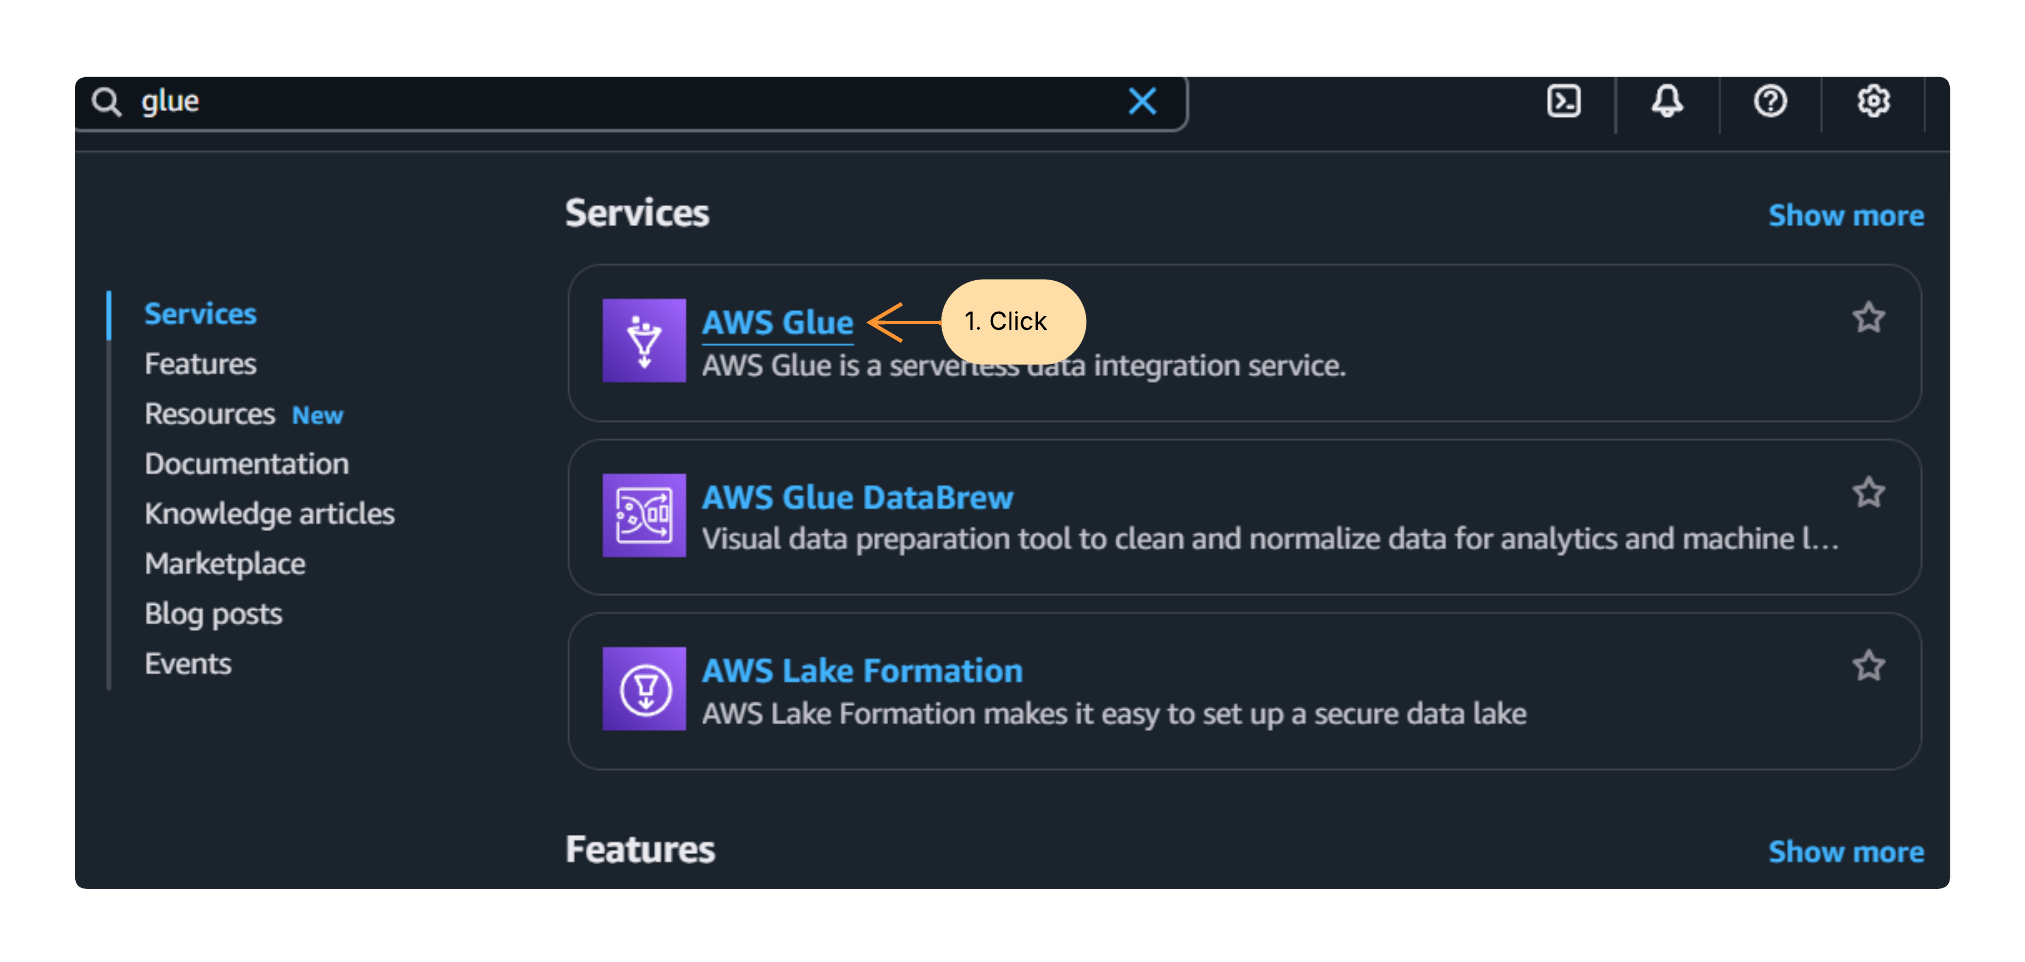 glue
Services
Show more
Services
Features
Resources New
Documentation
Knowledge articles
Marketplace
Blog posts
Events
AWS Glue
1. Click
AWS Glue is a serverless data integration service.
AWS Glue DataBrew
Visual data preparation tool to clean and normalize data for analytics and machine l...
AWS Lake Formation
AWS Lake Formation makes it easy to set up a secure data lake
Features
Show more